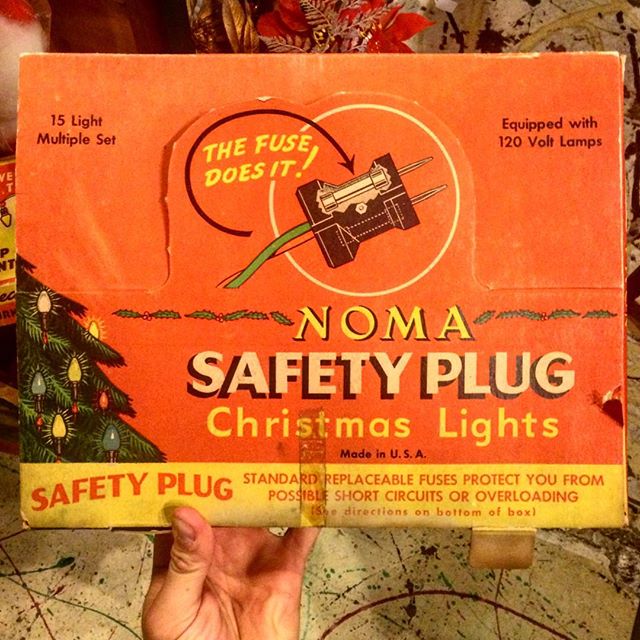 15 Light
Multiple Set
THE FUSE
DOES IT!
Equipped with
120 Volt Lamps
NOMA
SAFETY PLUG
Christmas Lights
Made in U.S.A.
SAFETY PLUG
STANDARD REPLACEABLE FUSES PROTECT YOU FROM
POSSIBLE SHORT CIRCUITS OR OVERLOADING
(See directions on bottom of box)